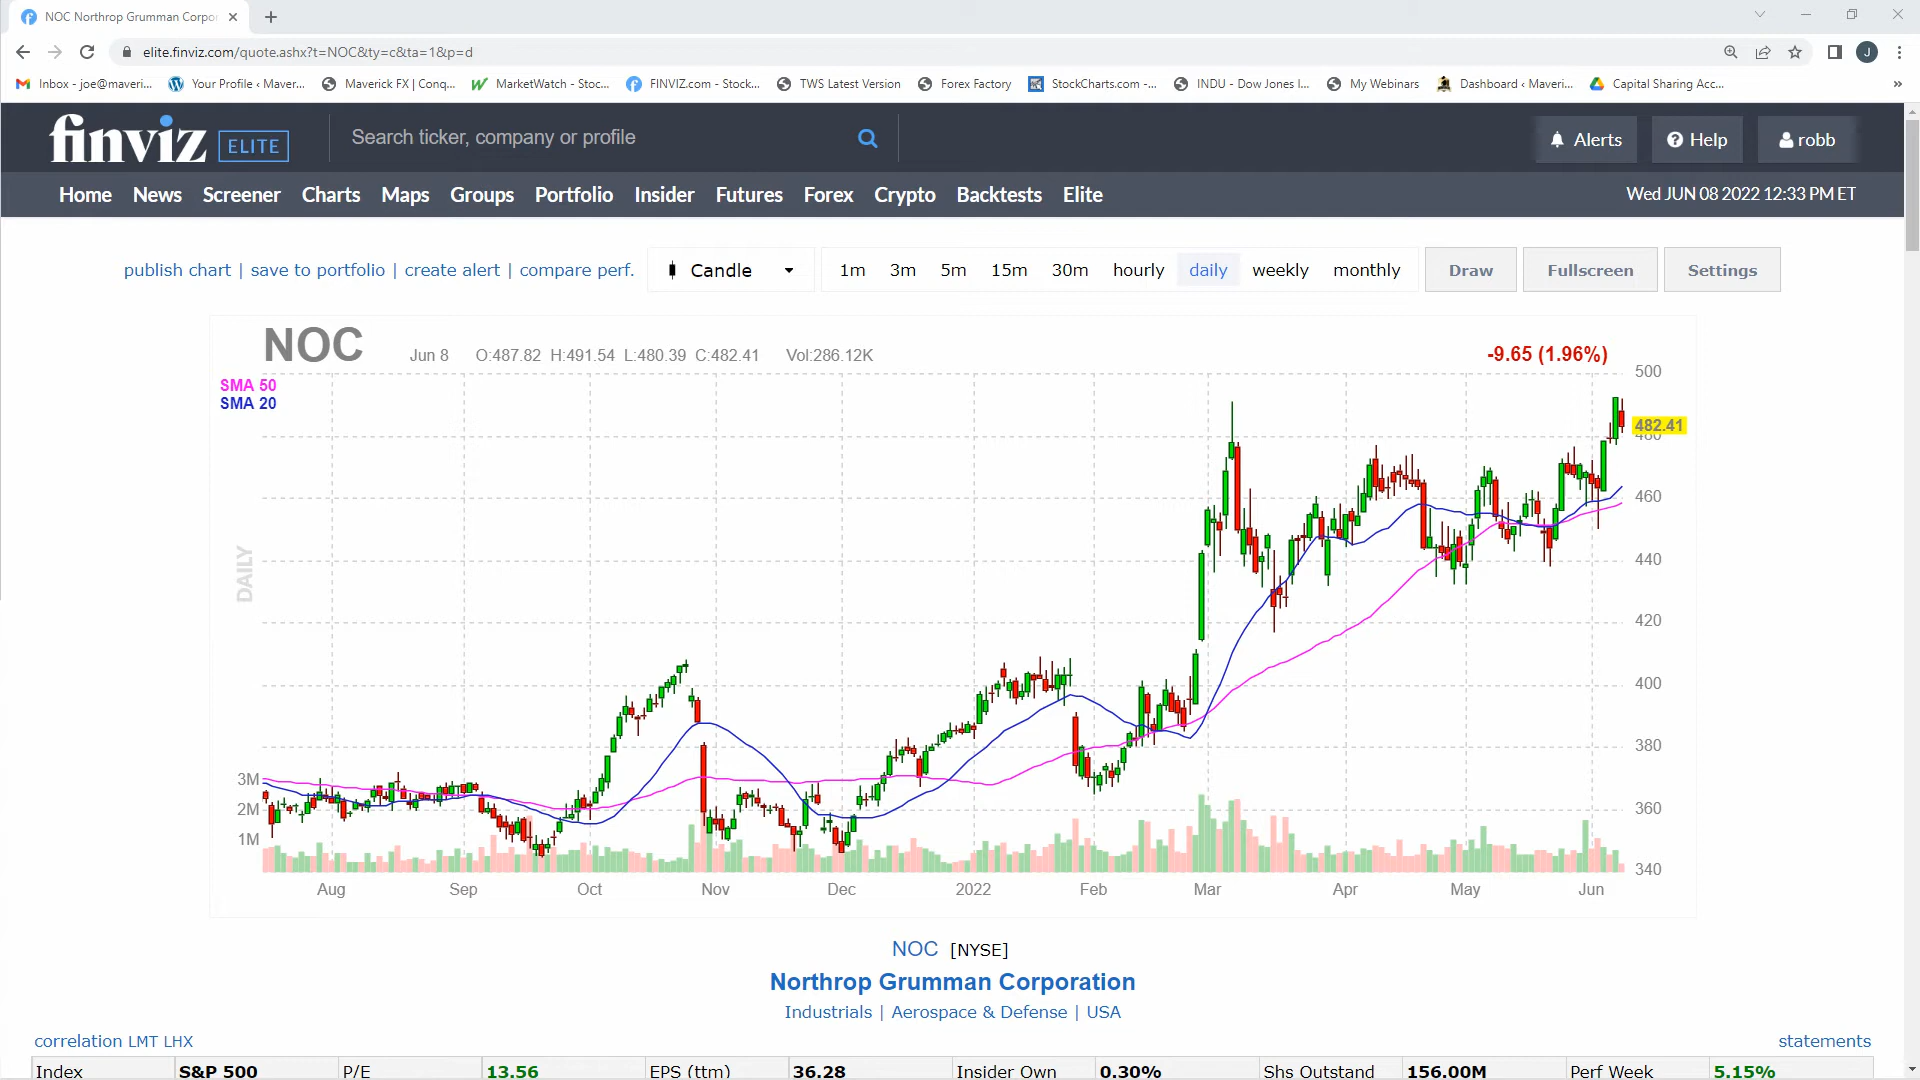 NOC Northrop Grumman Corpor
elite.finviz.com/quote.ashx?t=NOC&ty=c&ta=1&p=d
J
Inbox - joe@maveri... Your Profile ‹ Maver... Maverick FX | Conq... MarketWatch - Stoc... FINVIZ.com - Stock... TWS Latest Version Forex Factory StockCharts.com -... INDU - Dow Jones I... My Webinars Dashboard ‹ Maveri... Capital Sharing Acc... »
finviz ELITE Search ticker, company or profile Alerts Help robb
Home News Screener Charts Maps Groups Portfolio Insider Futures Forex Crypto Backtests Elite Wed JUN 08 2022 12:33 PM ET
publish chart | save to portfolio | create alert | compare perf. Candle 1m 3m 5m 15m 30m hourly daily weekly monthly Draw Fullscreen Settings
NOC Jun 8 O:487.82 H:491.54 L:480.39 C:482.41 Vol:286.12K -9.65 (1.96%)
500
SMA 50
SMA 20
482.41
480
460
440
DAILY
420
400
380
3M
2M 360
1M
340
Aug Sep Oct Nov Dec 2022 Feb Mar Apr May Jun
NOC [NYSE]
Northrop Grumman Corporation
Industrials | Aerospace & Defense | USA
correlation LMT LHX statements
Index S&P 500 P/E 13.56 EPS (ttm) 36.28 Insider Own 0.30% Shs Outstand 156.00M Perf Week 5.15%